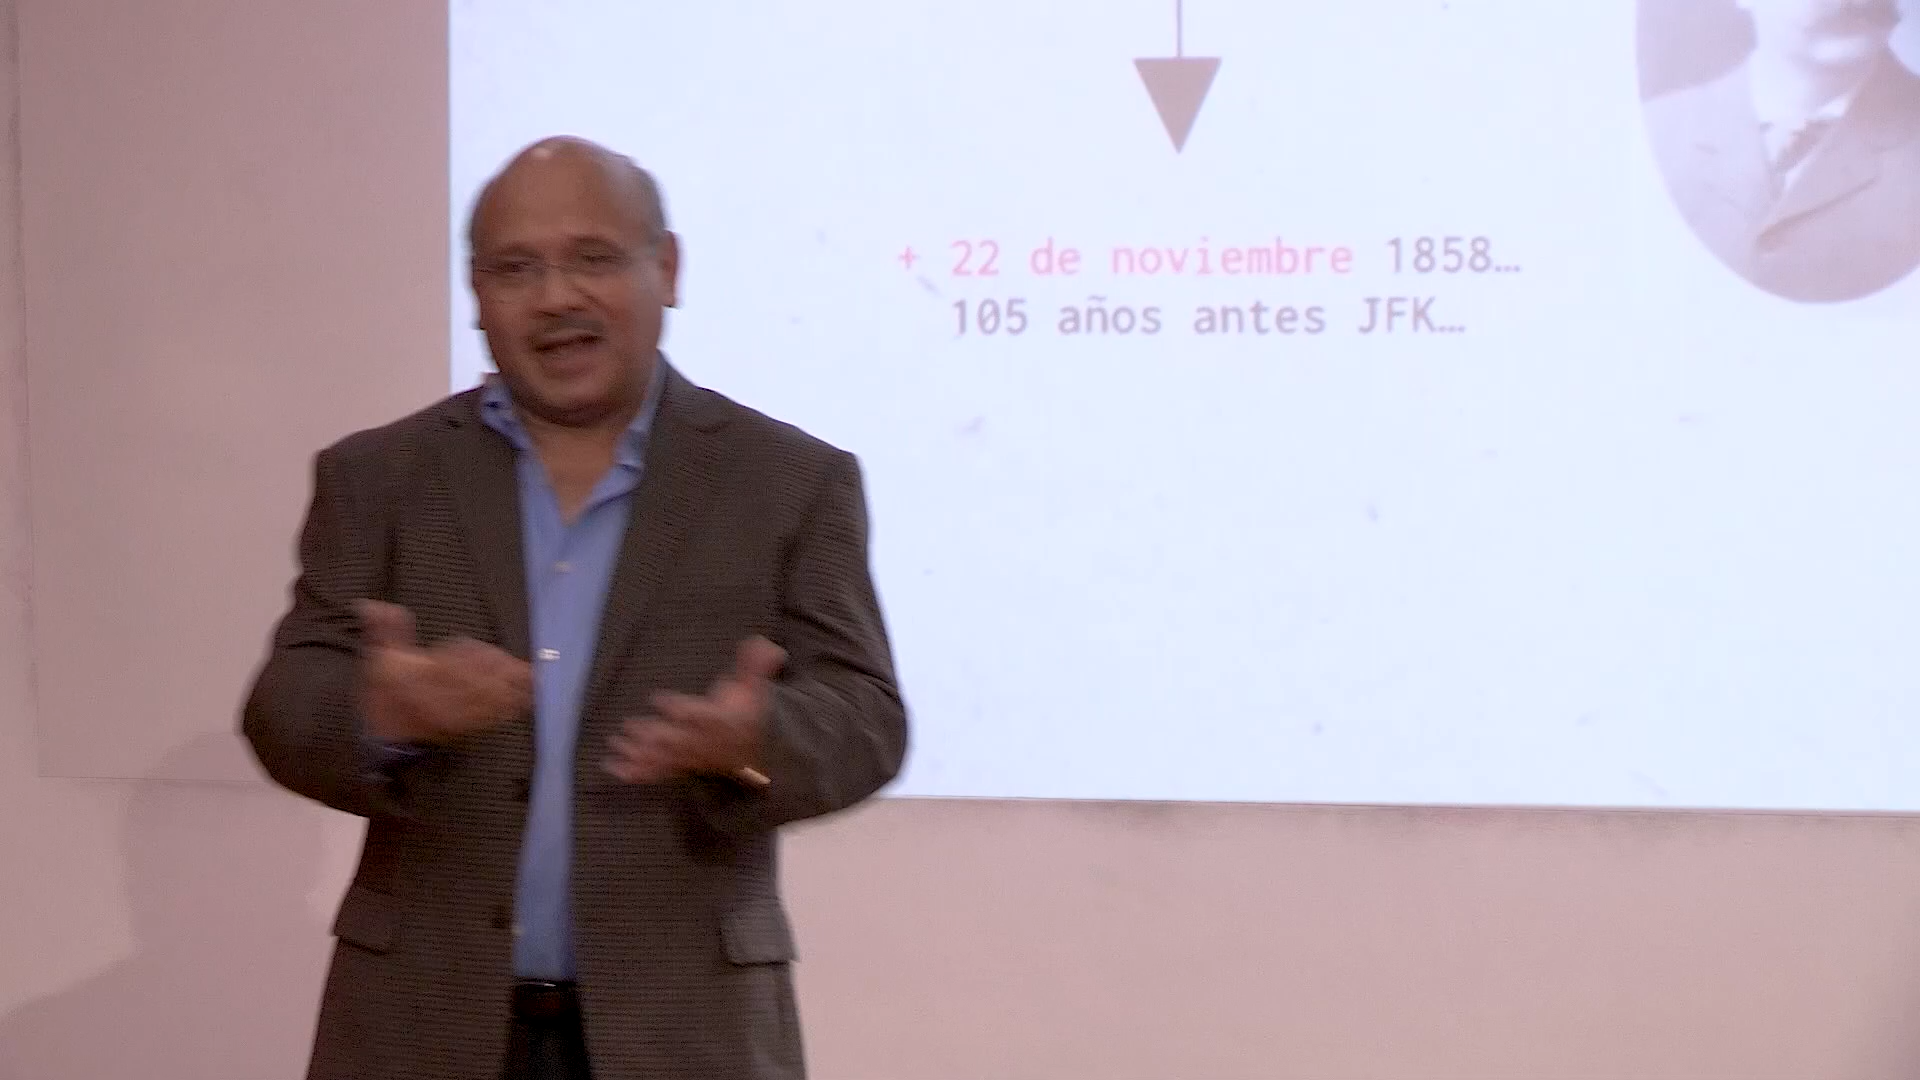 + 22 de noviembre 1858…
105 años antes JFK…